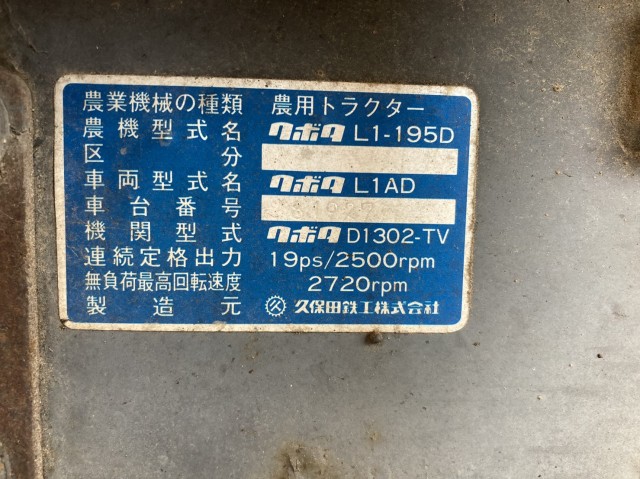 農業機械の種類 農用トラクター
農機型式名 クボタ L1-195D
区分
車両型式名 クボタ L1AD
車台番号
機関型式 クボタ D1302-TV
連続定格出力 19ps/2500rpm
無負荷最高回転速度 2720rpm
製造元 久保田鉄工株式会社